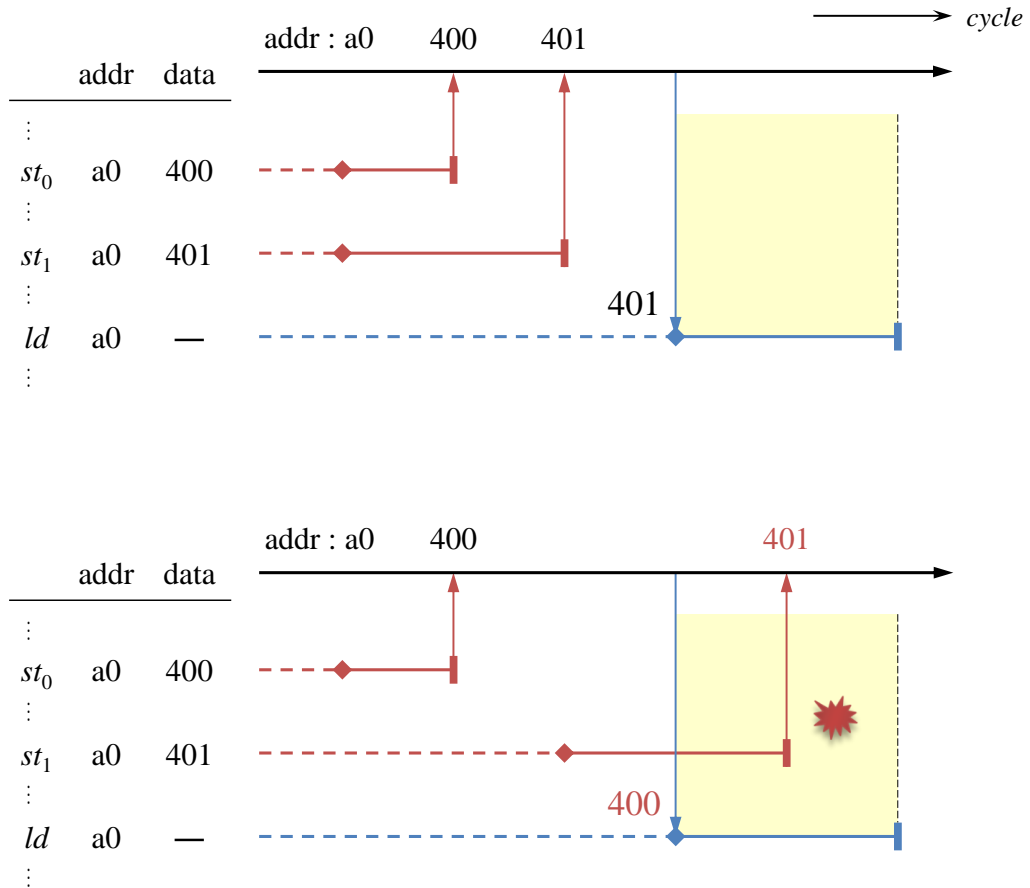 cycle
addr : a0 400 401
addr data
⋮
st0 a0 400
⋮
st1 a0 401
⋮
401
ld a0 —
⋮
addr : a0 400 401
addr data
⋮
st0 a0 400
⋮
st1 a0 401
⋮
400
ld a0 —
⋮